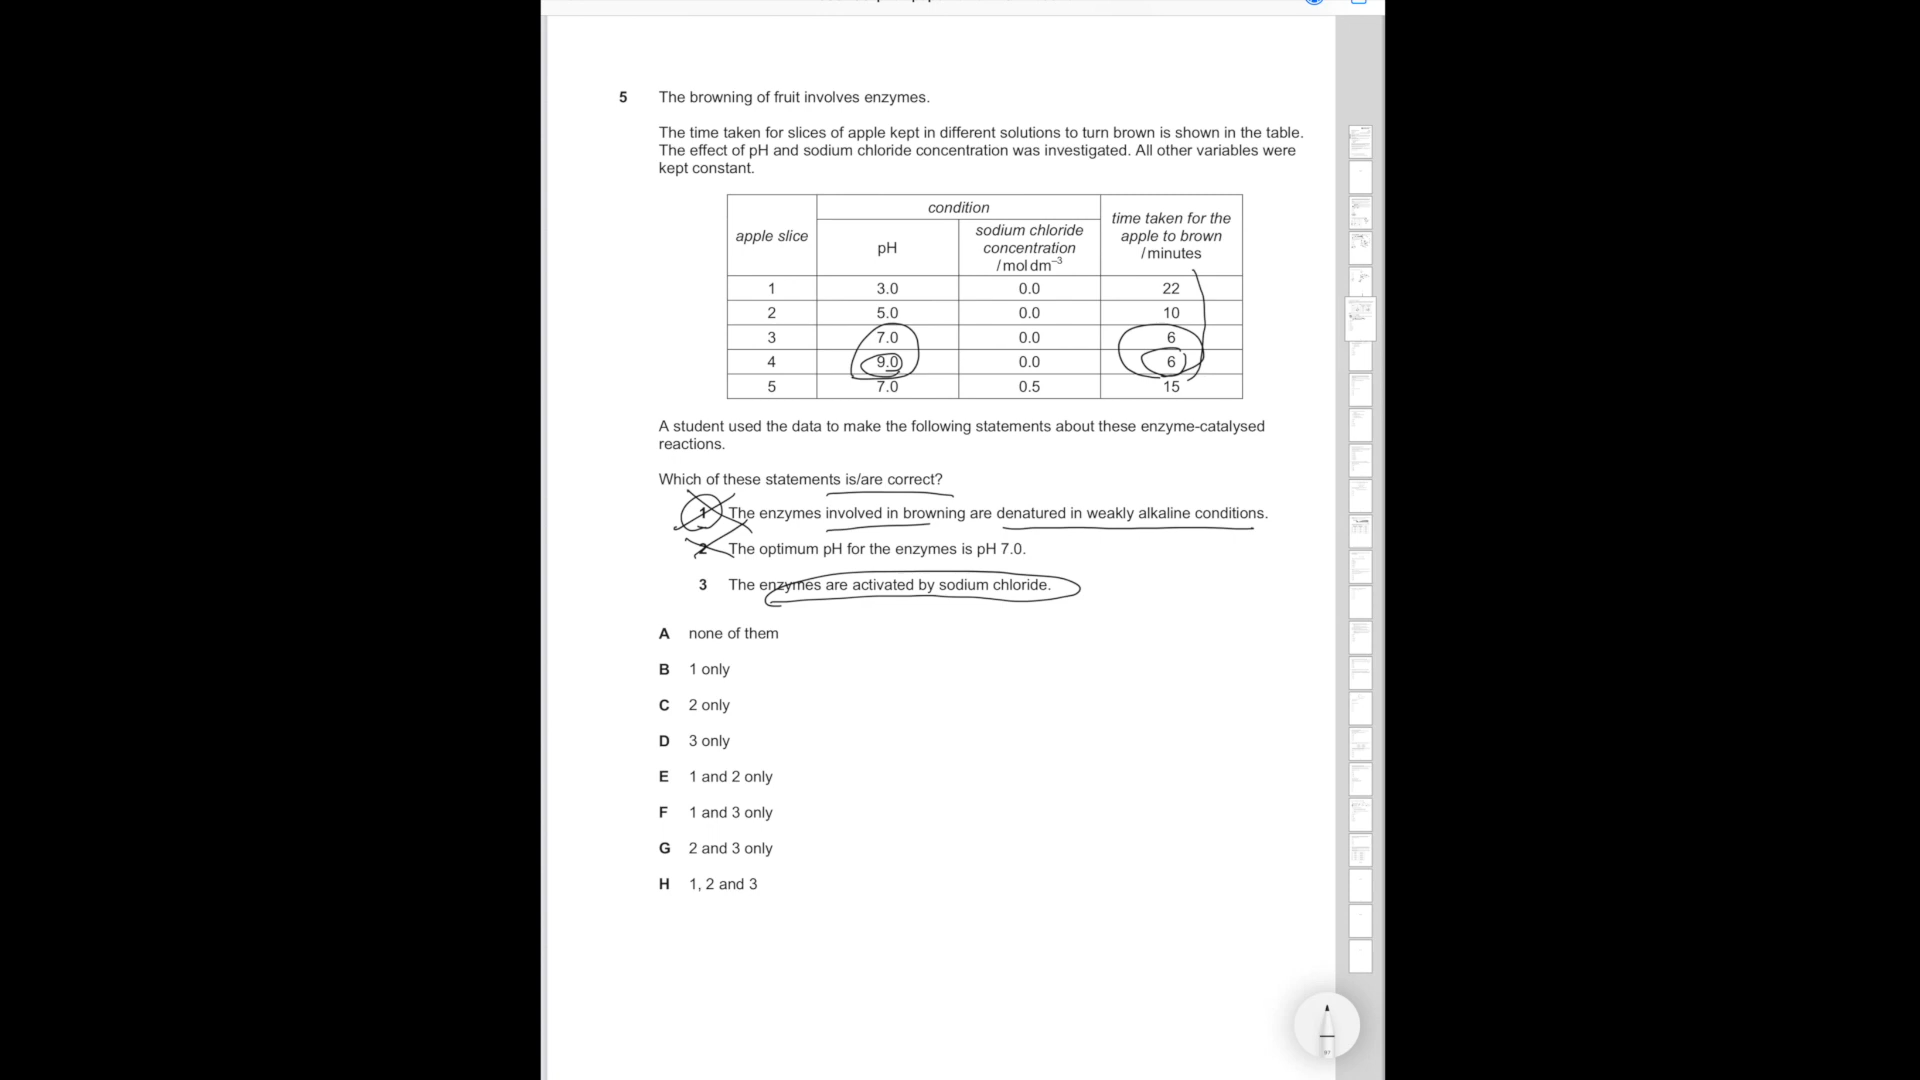 5 The browning of fruit involves enzymes.
The time taken for slices of apple kept in different solutions to turn brown is shown in the table.
The effect of pH and sodium chloride concentration was investigated. All other variables were
kept constant.
apple slice condition time taken for the apple to brown / minutes
pH sodium chloride concentration / mol dm⁻³
1 3.0 0.0 22
2 5.0 0.0 10
3 7.0 0.0 6
4 9.0 0.0 6
5 7.0 0.5 15
A student used the data to make the following statements about these enzyme-catalysed
reactions.
Which of these statements is/are correct?
1 The enzymes involved in browning are denatured in weakly alkaline conditions.
2 The optimum pH for the enzymes is pH 7.0.
3 The enzymes are activated by sodium chloride.
A none of them
B 1 only
C 2 only
D 3 only
E 1 and 2 only
F 1 and 3 only
G 2 and 3 only
H 1, 2 and 3
97